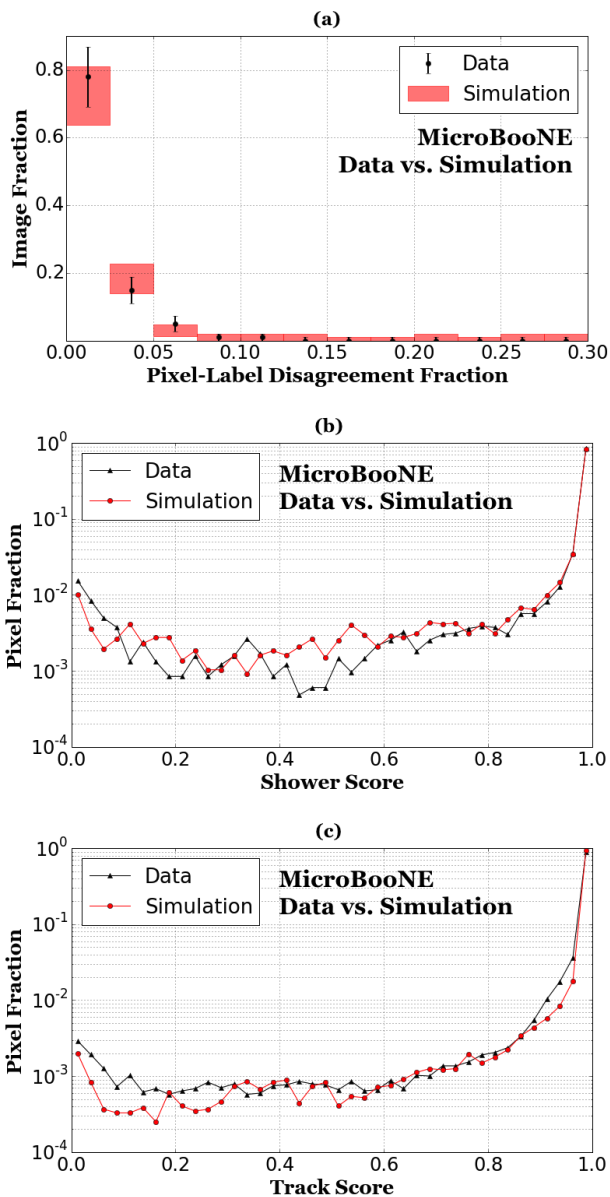 (a)
Data
Simulation
MicroBooNE
Data vs. Simulation
Image Fraction
0.8
0.6
0.4
0.2
0.00 0.05 0.10 0.15 0.20 0.25 0.30
Pixel-Label Disagreement Fraction
(b)
Data
Simulation
MicroBooNE
Data vs. Simulation
Pixel Fraction
10^0
10^-1
10^-2
10^-3
10^-4
0.0 0.2 0.4 0.6 0.8 1.0
Shower Score
(c)
Data
Simulation
MicroBooNE
Data vs. Simulation
Pixel Fraction
10^0
10^-1
10^-2
10^-3
10^-4
0.0 0.2 0.4 0.6 0.8 1.0
Track Score